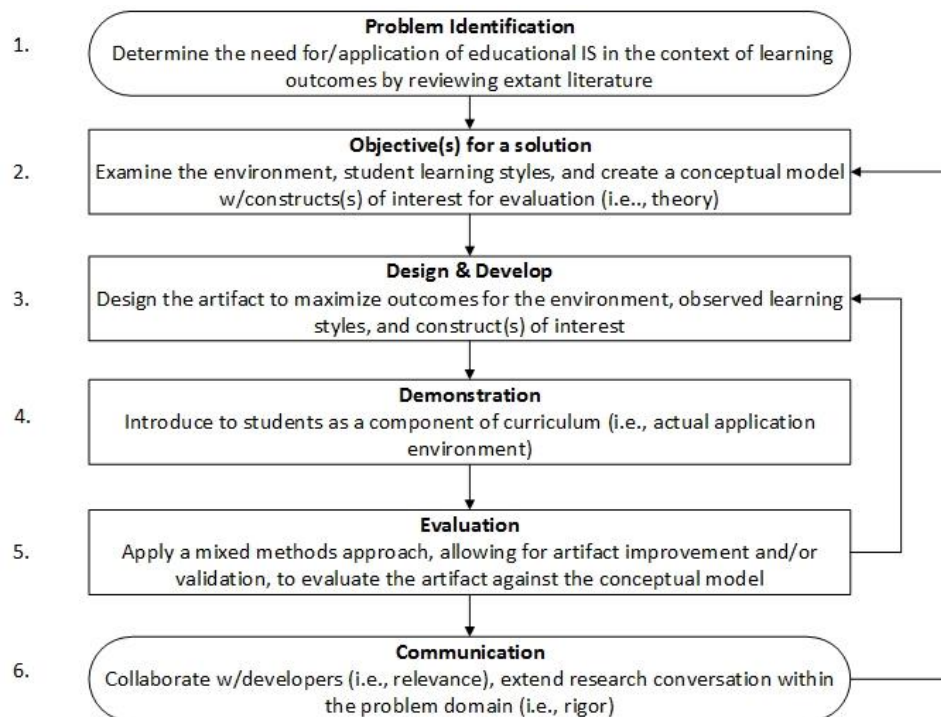 Problem Identification
1.
Determine the need for/application of educational IS in the context of learning
outcomes by reviewing extant literature
Objective(s) for a solution
2.
Examine the environment, student learning styles, and create a conceptual model
w/constructs(s) of interest for evaluation (i.e.., theory)
Design & Develop
3.
Design the artifact to maximize outcomes for the environment, observed learning
styles, and construct(s) of interest
Demonstration
4.
Introduce to students as a component of curriculum (i.e., actual application
environment)
Evaluation
5.
Apply a mixed methods approach, allowing for artifact improvement and/or
validation, to evaluate the artifact against the conceptual model
Communication
6.
Collaborate w/developers (i.e., relevance), extend research conversation within
the problem domain (i.e., rigor)